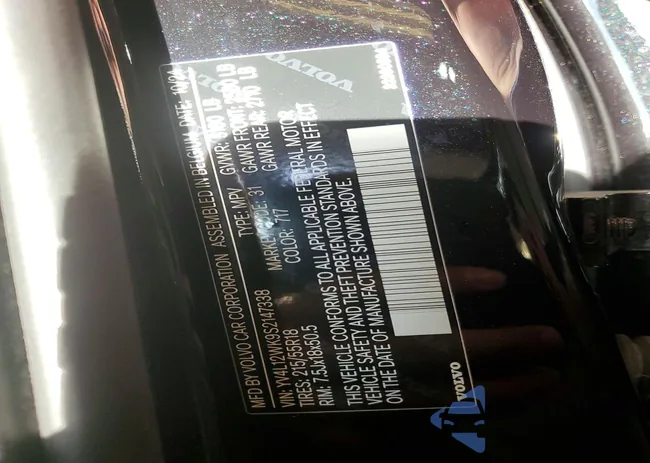 MFD BY VOLVO CAR CORPORATION ASSEMBLED IN BELGIUM DATE: 10/24
VIN: YV4L12WK9S2147338 TYPE: MPV GVWR: LB
TIRES: 215/55R18 GAWR FRONT: LB
RIM: 7.5Jx18x50.5 MARKET CODE: 31 GAWR REAR: 2710 LB
COLOR: 717
THIS VEHICLE CONFORMS TO ALL APPLICABLE FEDERAL MOTOR
VEHICLE SAFETY AND THEFT PREVENTION STANDARDS IN EFFECT
ON THE DATE OF MANUFACTURE SHOWN ABOVE.
VOLVO
VOLVO
VOLVO